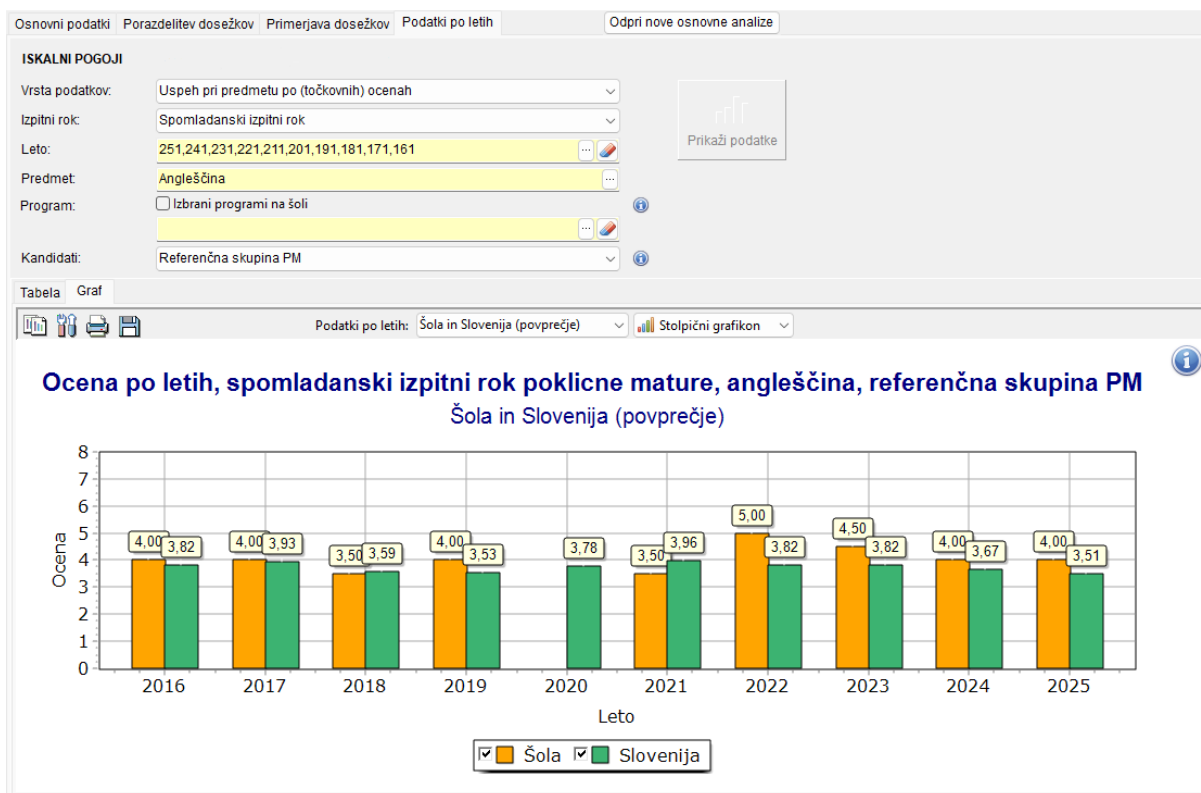 Osnovni podatki Porazdelitev dosežkov Primerjava dosežkov Podatki po letih Odpri nove osnovne analize
ISKALNI POGOJI
Vrsta podatkov: Uspeh pri predmetu po (točkovnih) ocenah
Izpitni rok: Spomladanski izpitni rok
Prikaži podatke
Leto: 251,241,231,221,211,201,191,181,171,161 ...
Predmet: Angleščina ...
Program: Izbrani programi na šoli
...
Kandidati: Referenčna skupina PM
Tabela Graf
Podatki po letih: Šola in Slovenija (povprečje) Stolpični grafikon
Ocena po letih, spomladanski izpitni rok poklicne mature, angleščina, referenčna skupina PM
Šola in Slovenija (povprečje)
8
7
6
5
4
3
2
1
0
Ocena
4,00 3,82 4,00 3,93 3,50 3,59 4,00 3,53 3,78 3,50 3,96 5,00 3,82 4,50 3,82 4,00 3,67 4,00 3,51
2016 2017 2018 2019 2020 2021 2022 2023 2024 2025
Leto
Šola Slovenija